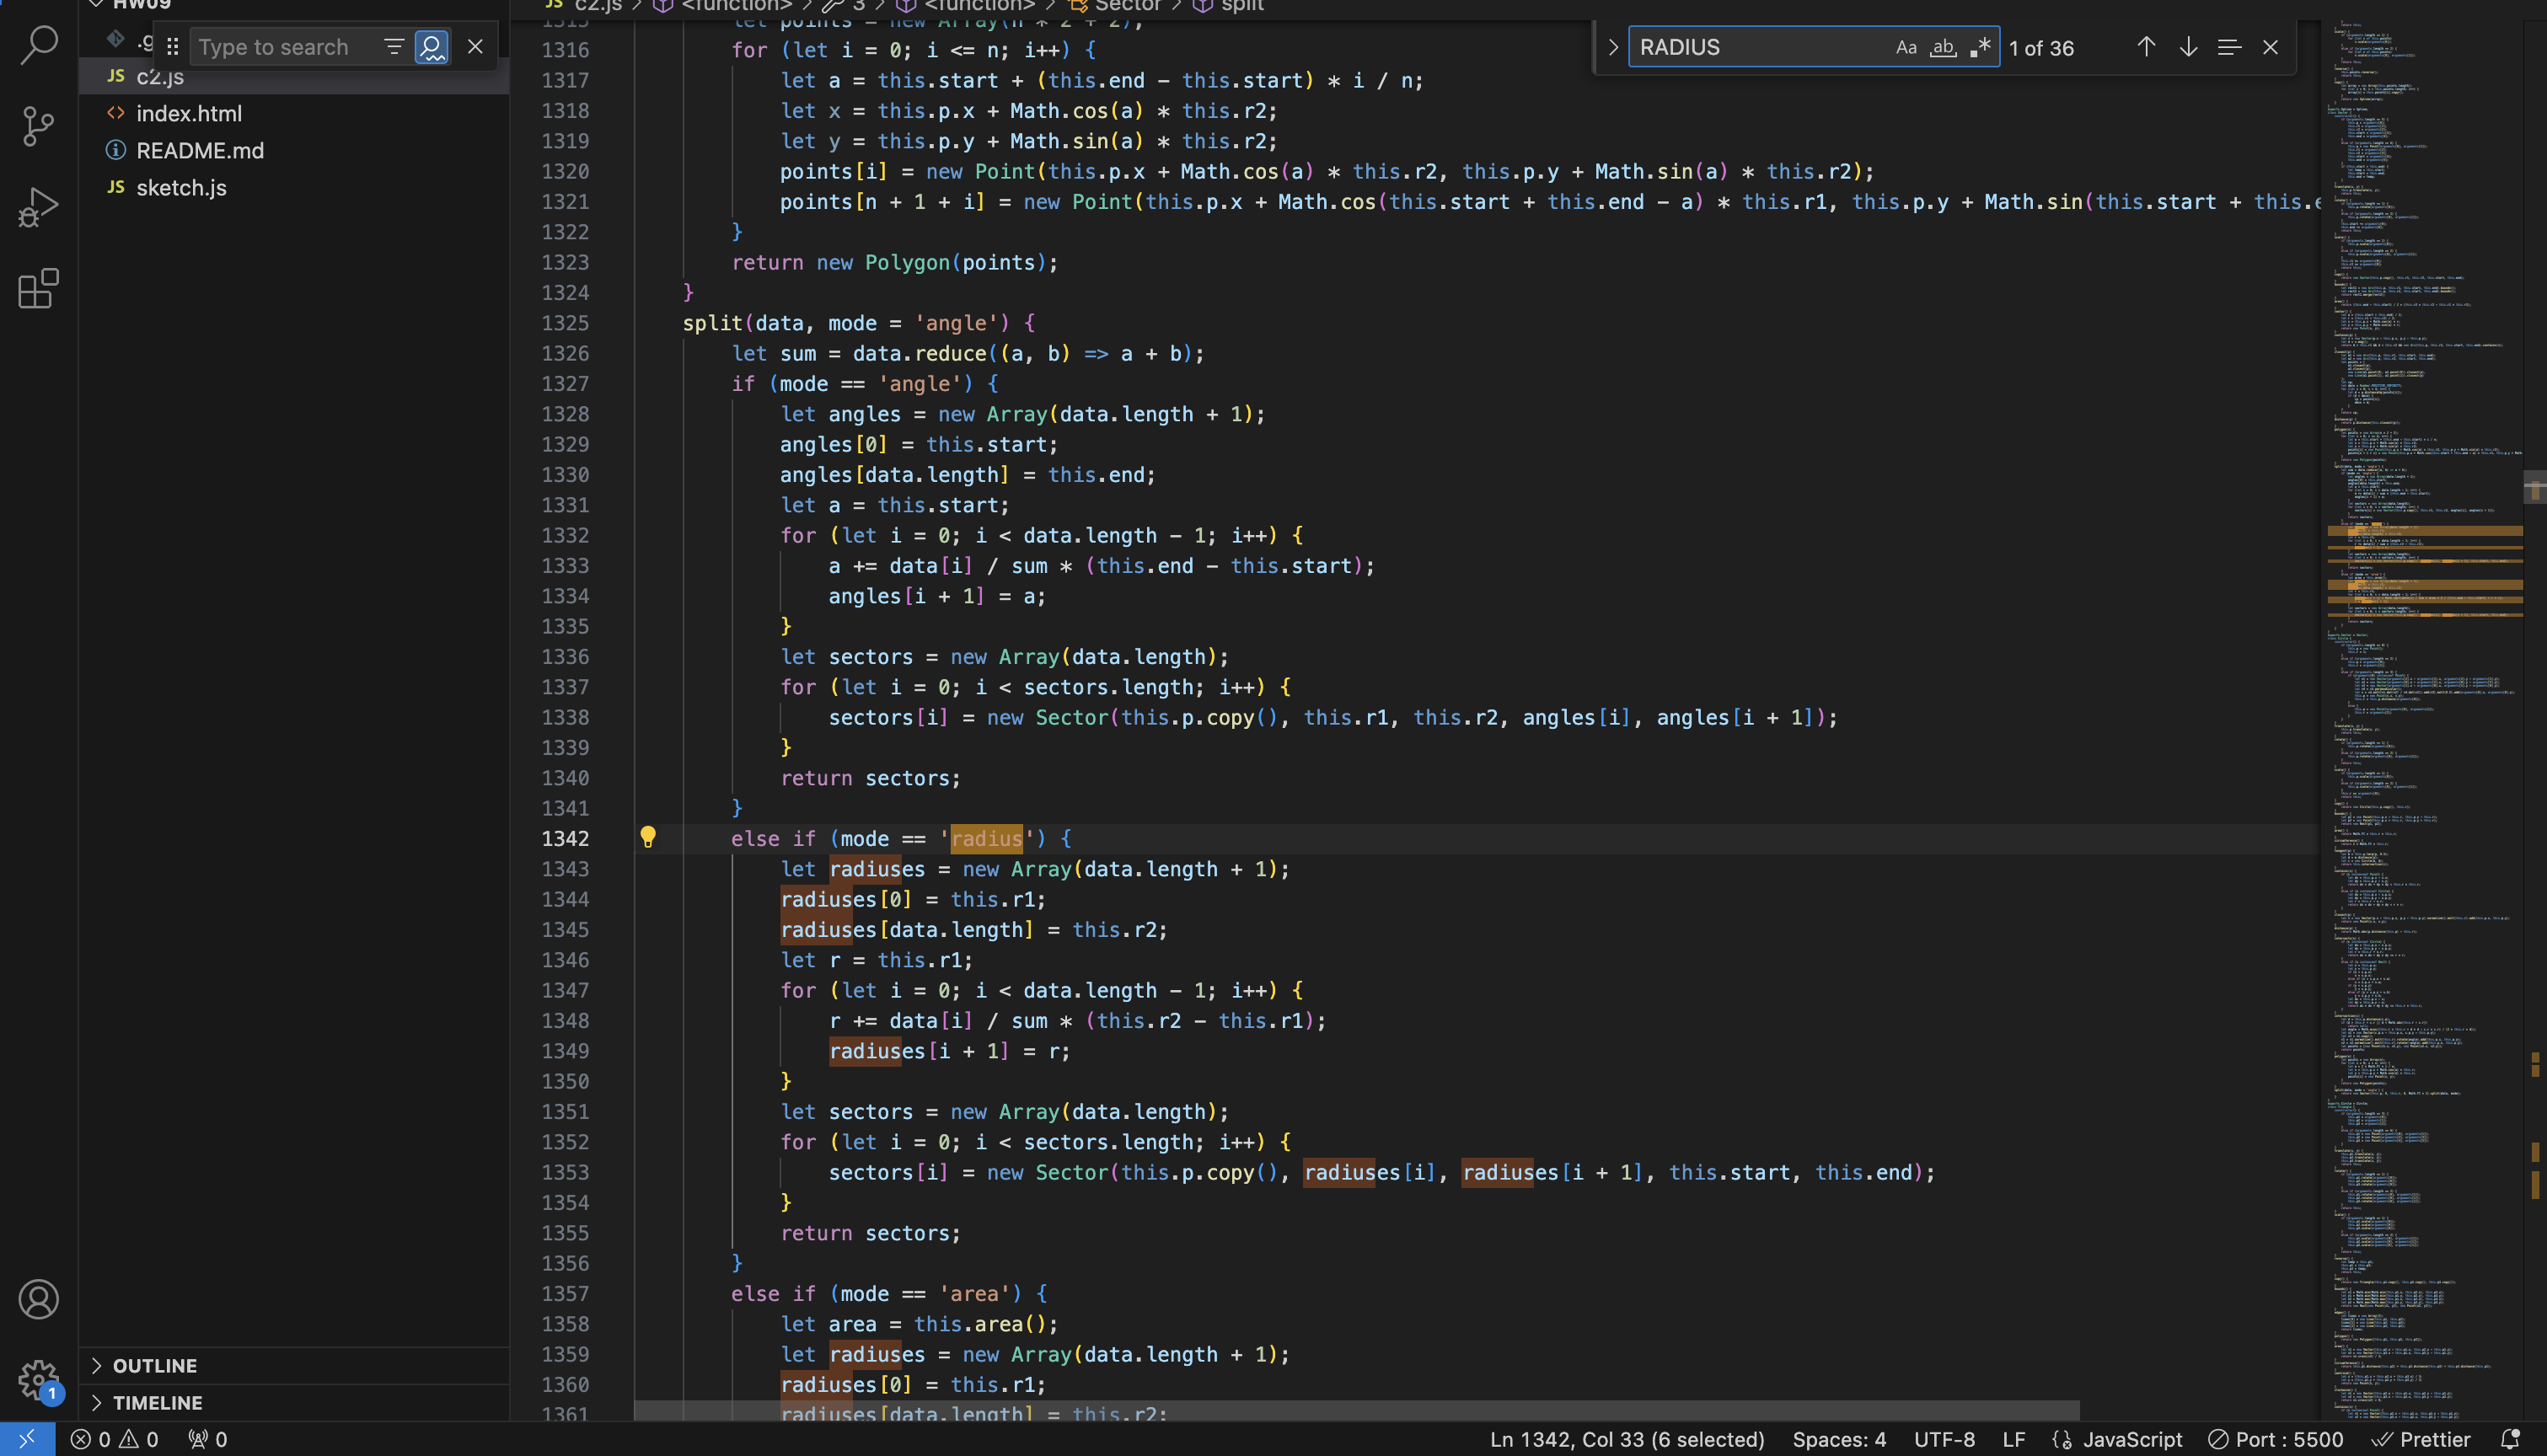 HW09
c2.js > <function> > 3 > <function> > Sector > split
Type to search
.g
JS c2.js
<> index.html
README.md
JS sketch.js
RADIUS Aa ab 1 of 36
1315 let points = new Array(n * 2 + 2);
1316 for (let i = 0; i <= n; i++) {
1317 let a = this.start + (this.end - this.start) * i / n;
1318 let x = this.p.x + Math.cos(a) * this.r2;
1319 let y = this.p.y + Math.sin(a) * this.r2;
1320 points[i] = new Point(this.p.x + Math.cos(a) * this.r2, this.p.y + Math.sin(a) * this.r2);
1321 points[n + 1 + i] = new Point(this.p.x + Math.cos(this.start + this.end - a) * this.r1, this.p.y + Math.sin(this.start + this.e
1322 }
1323 return new Polygon(points);
1324 }
1325 split(data, mode = 'angle') {
1326 let sum = data.reduce((a, b) => a + b);
1327 if (mode == 'angle') {
1328 let angles = new Array(data.length + 1);
1329 angles[0] = this.start;
1330 angles[data.length] = this.end;
1331 let a = this.start;
1332 for (let i = 0; i < data.length - 1; i++) {
1333 a += data[i] / sum * (this.end - this.start);
1334 angles[i + 1] = a;
1335 }
1336 let sectors = new Array(data.length);
1337 for (let i = 0; i < sectors.length; i++) {
1338 sectors[i] = new Sector(this.p.copy(), this.r1, this.r2, angles[i], angles[i + 1]);
1339 }
1340 return sectors;
1341 }
1342 else if (mode == 'radius') {
1343 let radiuses = new Array(data.length + 1);
1344 radiuses[0] = this.r1;
1345 radiuses[data.length] = this.r2;
1346 let r = this.r1;
1347 for (let i = 0; i < data.length - 1; i++) {
1348 r += data[i] / sum * (this.r2 - this.r1);
1349 radiuses[i + 1] = r;
1350 }
1351 let sectors = new Array(data.length);
1352 for (let i = 0; i < sectors.length; i++) {
1353 sectors[i] = new Sector(this.p.copy(), radiuses[i], radiuses[i + 1], this.start, this.end);
1354 }
1355 return sectors;
1356 }
1357 else if (mode == 'area') {
1358 let area = this.area();
1359 let radiuses = new Array(data.length + 1);
1360 radiuses[0] = this.r1;
1361 radiuses[data.length] = this.r2;
> OUTLINE
> TIMELINE
1
0 0 0 Ln 1342, Col 33 (6 selected) Spaces: 4 UTF-8 LF JavaScript Port : 5500 Prettier